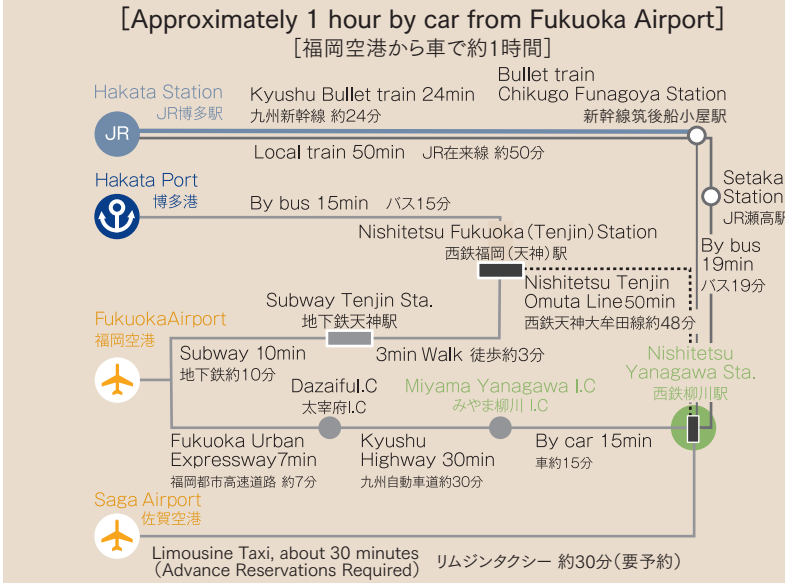 [Approximately 1 hour by car from Fukuoka Airport]
[福岡空港から車で約1時間]
Hakata Station
JR博多駅
JR
Kyushu Bullet train 24min
九州新幹線 約24分
Bullet train
Chikugo Funagoya Station
新幹線筑後船小屋駅
Local train 50min JR在来線 約50分
Setaka
Station
JR瀬高駅
Hakata Port
博多港
By bus 15min バス15分
Nishitetsu Fukuoka(Tenjin)Station
西鉄福岡(天神)駅
By bus
19min
バス19分
Nishitetsu Tenjin
Omuta Line50min
西鉄天神大牟田線約48分
Subway Tenjin Sta.
地下鉄天神駅
FukuokaAirport
福岡空港
Subway 10min
地下鉄約10分
3min Walk 徒歩約3分
Nishitetsu
Yanagawa Sta.
西鉄柳川駅
DazaifuI.C
太宰府I.C
Miyama Yanagawa I.C
みやま柳川 I.C
Fukuoka Urban
Expressway7min
福岡都市高速道路 約7分
Kyushu
Highway 30min
九州自動車道約30分
By car 15min
車約15分
Saga Airport
佐賀空港
Limousine Taxi, about 30 minutes
(Advance Reservations Required)
リムジンタクシー 約30分(要予約)